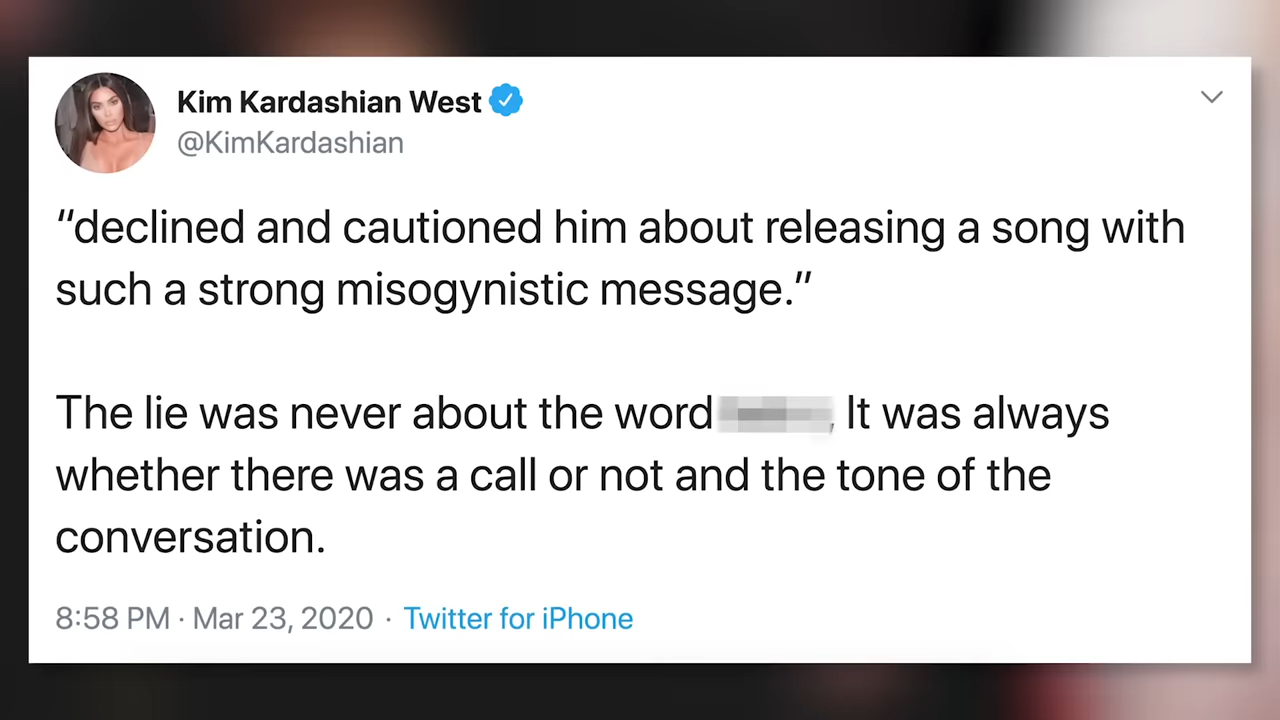 Kim Kardashian West
@KimKardashian
“declined and cautioned him about releasing a song with
such a strong misogynistic message.”
The lie was never about the word , It was always
whether there was a call or not and the tone of the
conversation.
8:58 PM · Mar 23, 2020 · Twitter for iPhone